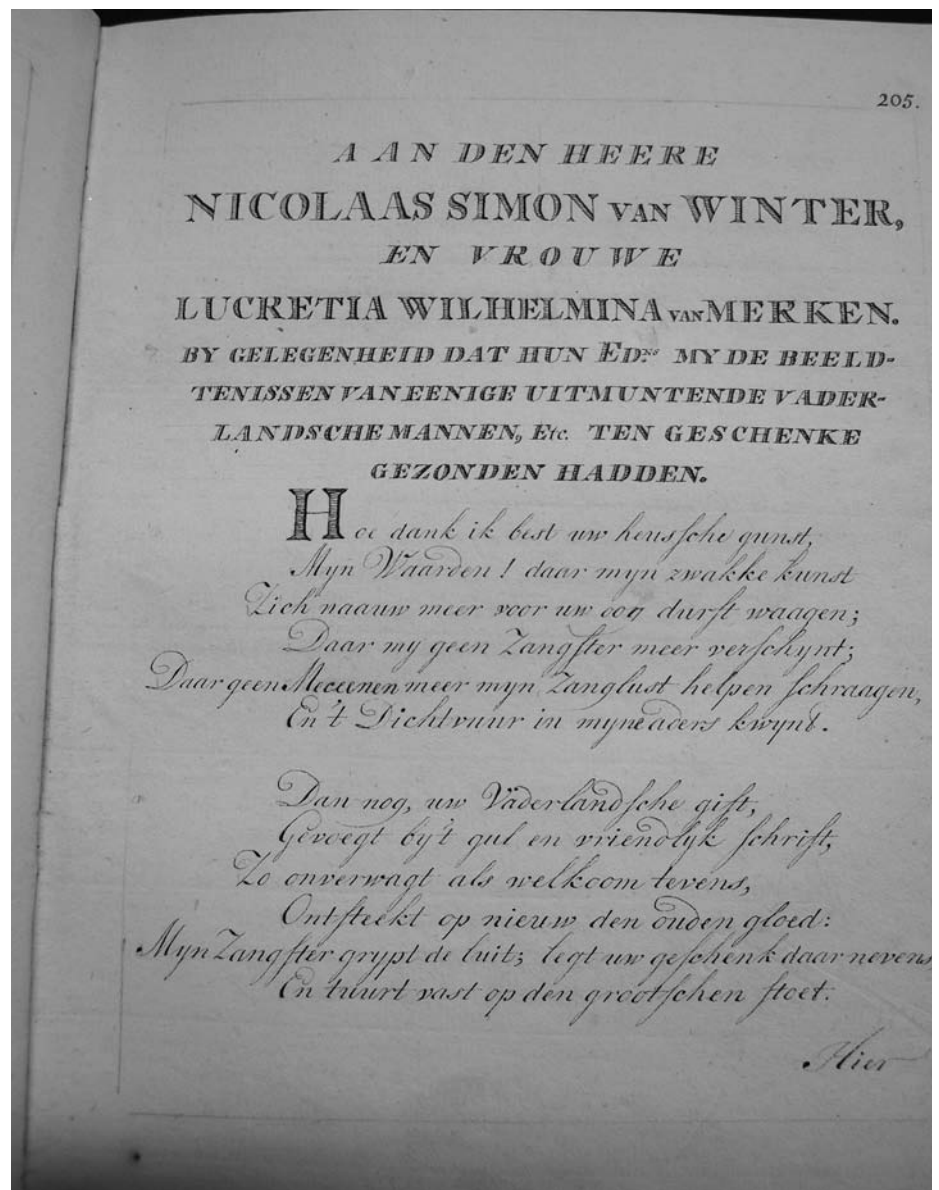 205.
AAN DEN HEERE
NICOLAAS SIMON VAN WINTER,
EN VROUWE
LUCRETIA WILHELMINA VAN MERKEN.
BY GELEGENHEID DAT HUN Ed.ns MY DE BEELD-
TENISSEN VAN EENIGE UITMUNTENDE VADER-
LANDSCHE MANNEN, Etc. TEN GESCHENKE
GEZONDEN HADDEN.
Hoe dank ik best uw heussche gunst,
Myn Waarden! daar myn zwakke kunst
Zich naauw meer voor uw oog durft waagen;
Daar my geen Zangster meer verschynt;
Daar geen Meceenen meer myn Zanglust helpen schraagen,
En 't Dichtvuur in myne aders kwynt.
Dan nog, uw Väderländsche gift,
Gevoegt by 't gul en vriendlyk schrift,
Zo onverwagt als welkoom tevens,
Ontsteekt op nieuw den ouden gloed:
Myn Zangster grypt de luit; legt uw geschenk daar nevens,
En tuurt vast op den grootschen stoet.
Hier